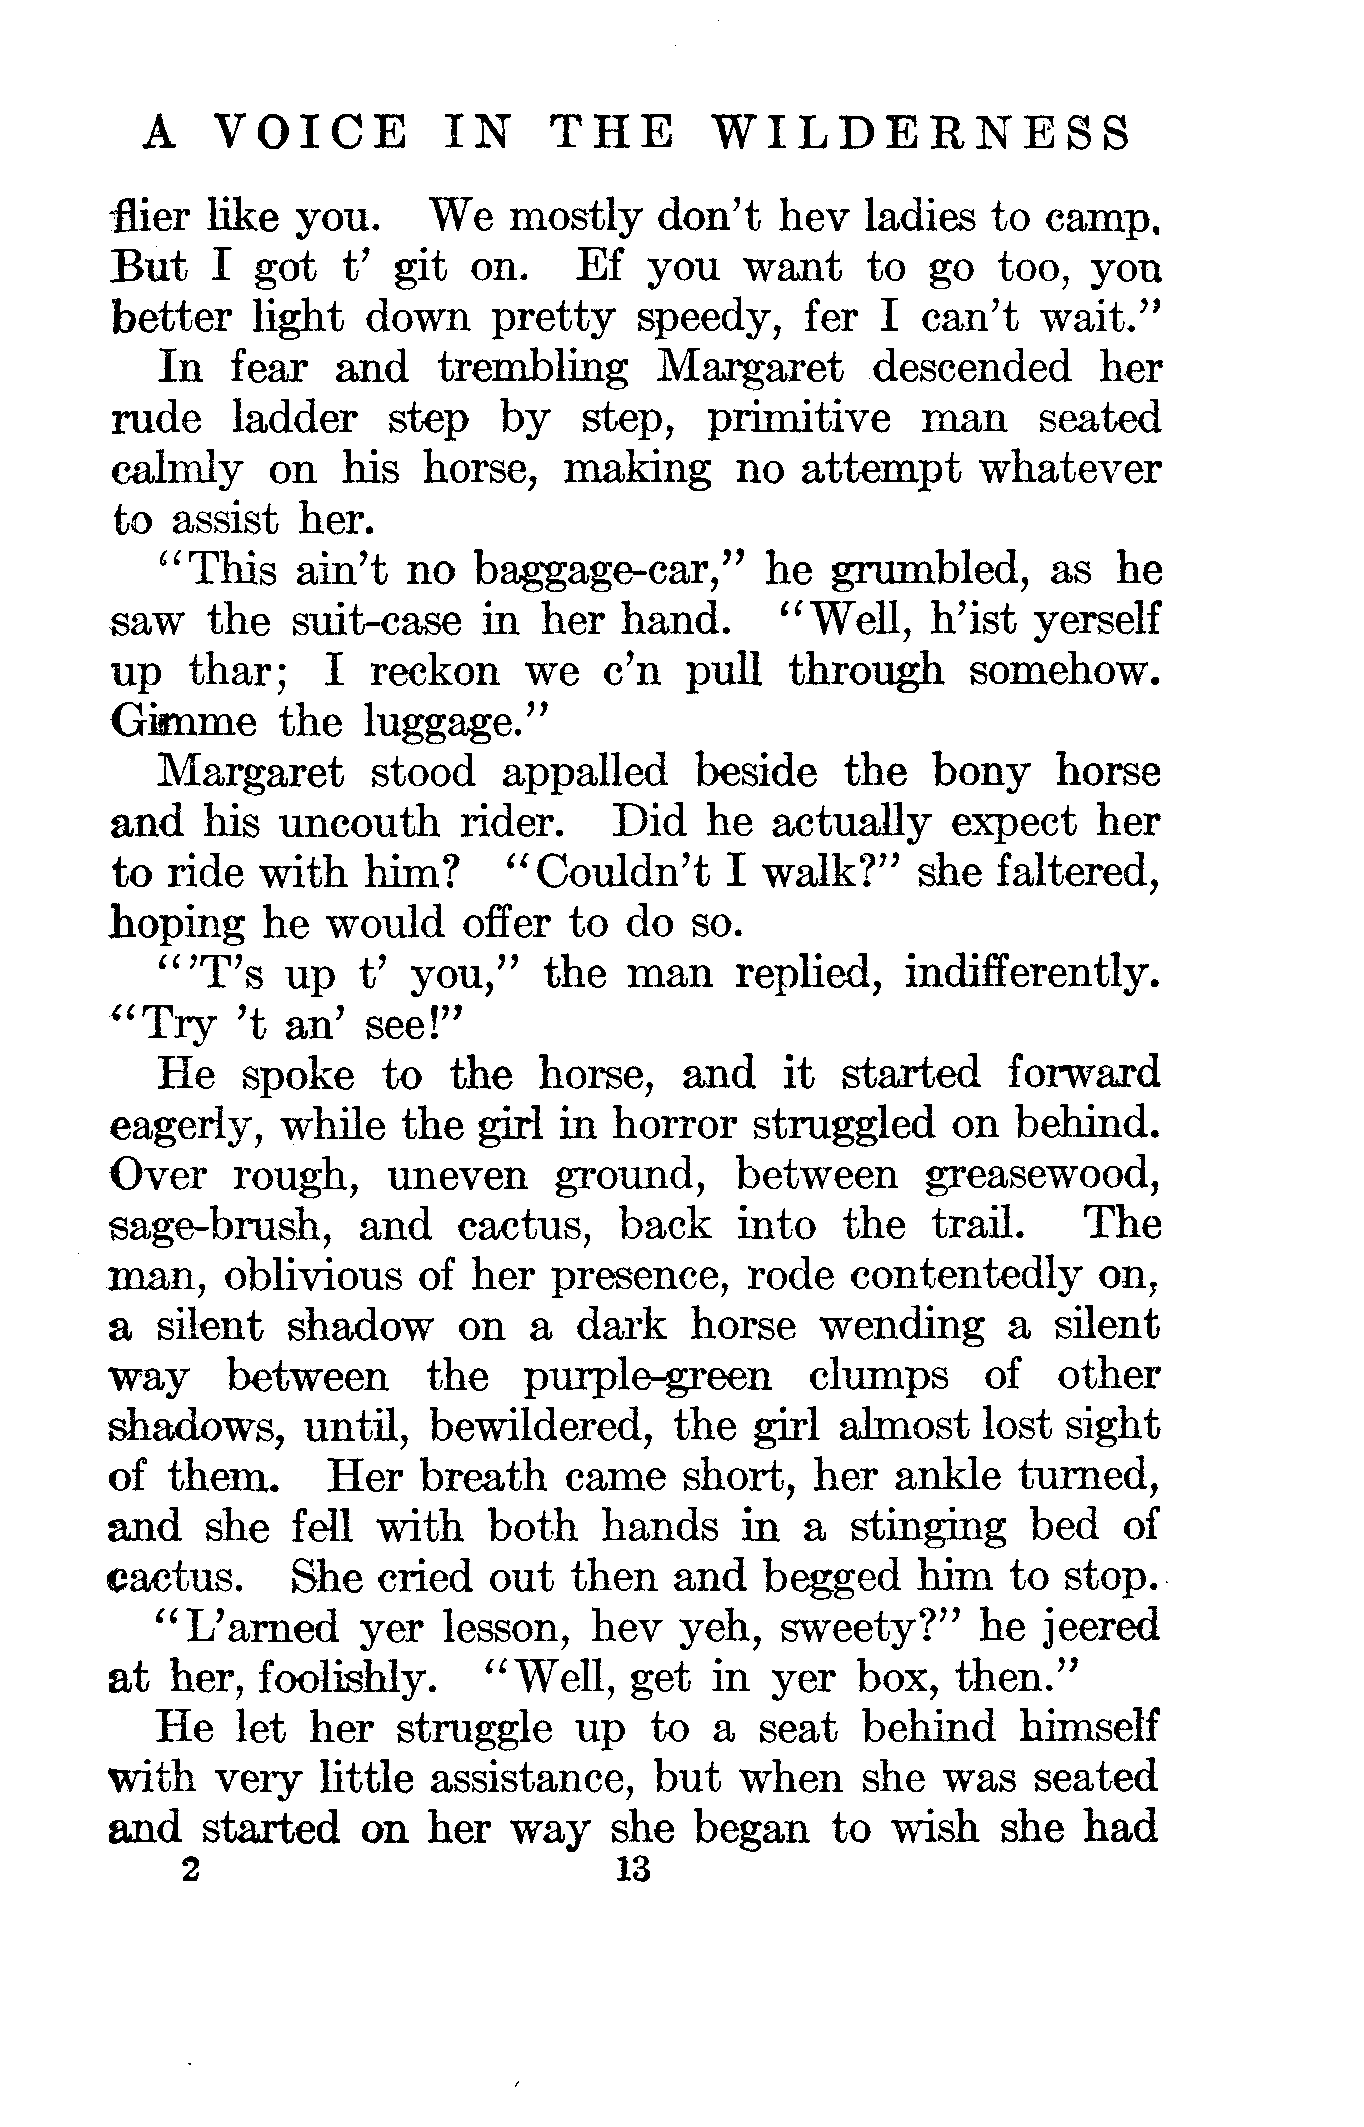 A VOICE IN THE WILDERNESS
flier like you. We mostly don't hev ladies to camp.
But I got t' git on. Ef you want to go too, you
better light down pretty speedy, fer I can't wait."
In fear and trembling Margaret descended her
rude ladder step by step, primitive man seated
calmly on his horse, making no attempt whatever
to assist her.
"This ain't no baggage-car," he grumbled, as he
saw the suit-case in her hand. "Well, h'ist yerself
up thar; I reckon we c'n pull through somehow.
Gimme the luggage."
Margaret stood appalled beside the bony horse
and his uncouth rider. Did he actually expect her
to ride with him? "Couldn't I walk?" she faltered,
hoping he would offer to do so.
"'T's up t' you," the man replied, indifferently.
"Try 't an' see!"
He spoke to the horse, and it started forward
eagerly, while the girl in horror struggled on behind.
Over rough, uneven ground, between greasewood,
sage-brush, and cactus, back into the trail. The
man, oblivious of her presence, rode contentedly on,
a silent shadow on a dark horse wending a silent
way between the purple-green clumps of other
shadows, until, bewildered, the girl almost lost sight
of them. Her breath came short, her ankle turned,
and she fell with both hands in a stinging bed of
cactus. She cried out then and begged him to stop.
"L'arned yer lesson, hev yeh, sweety?" he jeered
at her, foolishly. "Well, get in yer box, then."
He let her struggle up to a seat behind himself
with very little assistance, but when she was seated
and started on her way she began to wish she had
2 13